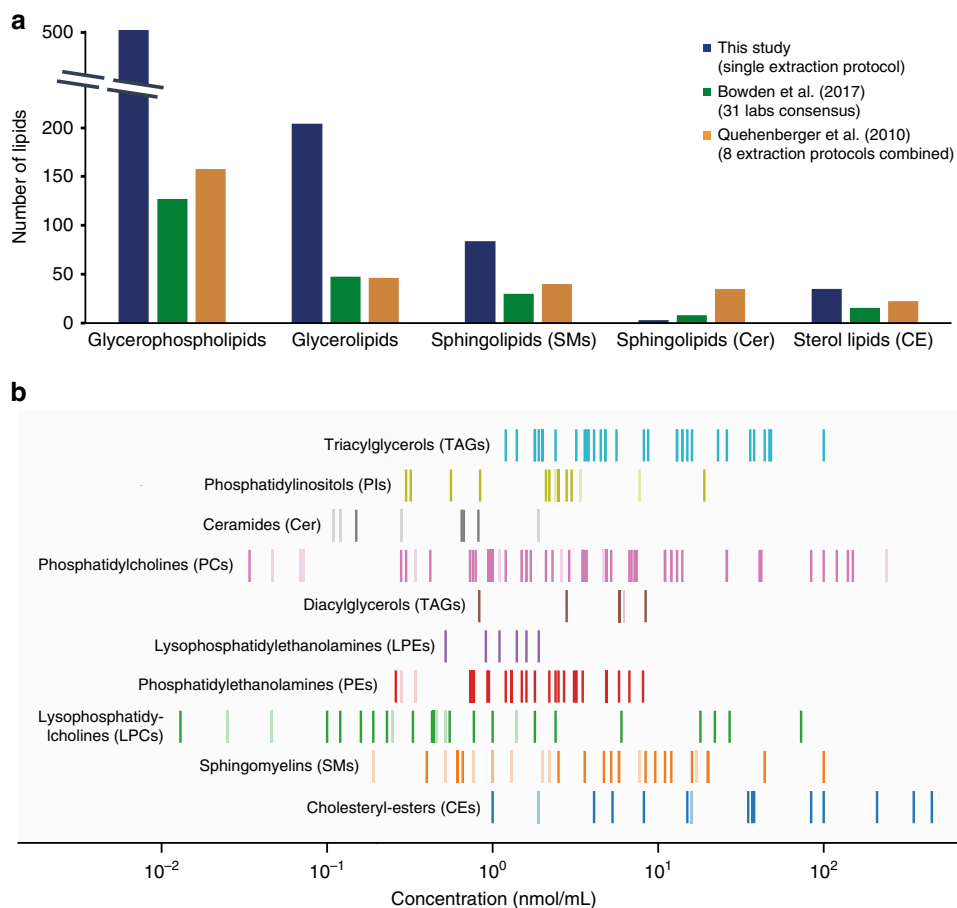 a
500
200
150
100
50
0
Number of lipids
This study
(single extraction protocol)
Bowden et al. (2017)
(31 labs consensus)
Quehenberger et al. (2010)
(8 extraction protocols combined)
Glycerophospholipids
Glycerolipids
Sphingolipids (SMs)
Sphingolipids (Cer)
Sterol lipids (CE)
b
Triacylglycerols (TAGs)
Phosphatidylinositols (PIs)
Ceramides (Cer)
Phosphatidylcholines (PCs)
Diacylglycerols (TAGs)
Lysophosphatidylethanolamines (LPEs)
Phosphatidylethanolamines (PEs)
Lysophosphatidy-
lcholines (LPCs)
Sphingomyelins (SMs)
Cholesteryl-esters (CEs)
10⁻² 10⁻¹ 10⁰ 10¹ 10²
Concentration (nmol/mL)